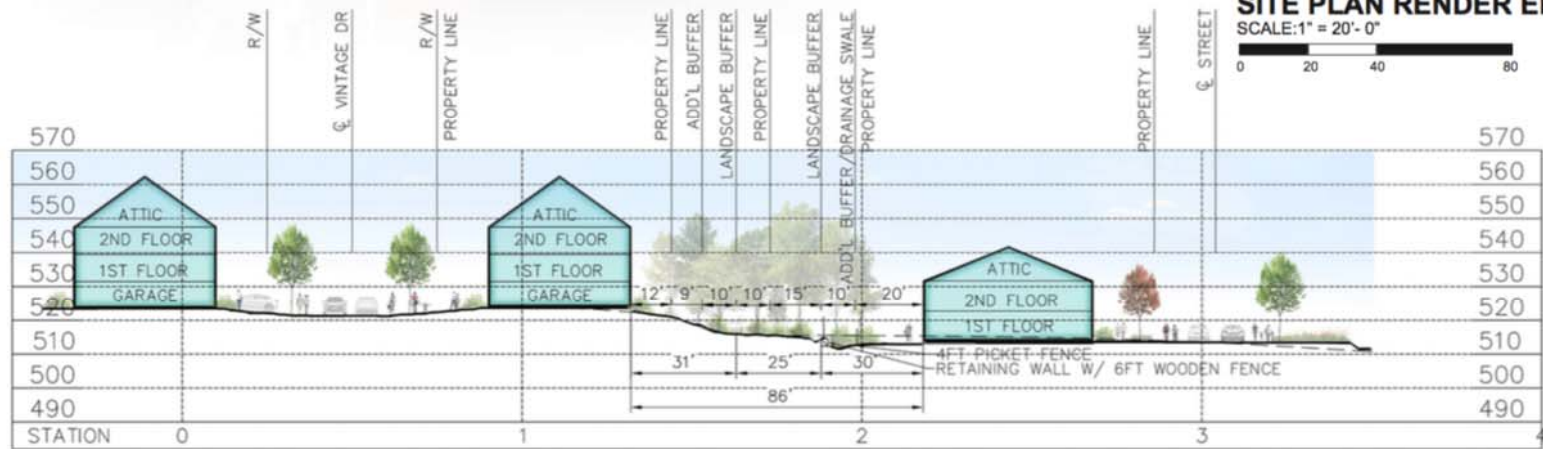 SITE PLAN RENDER
SCALE:1" = 20'- 0"
0 20 40 80
R/W
℄ VINTAGE DR
R/W
PROPERTY LINE
PROPERTY LINE
ADD'L BUFFER
LANDSCAPE BUFFER
PROPERTY LINE
LANDSCAPE BUFFER
ADD'L BUFFER/DRAINAGE SWALE
PROPERTY LINE
PROPERTY LINE
℄ STREET
570 570
560 560
550 550
540 540
530 530
520 520
510 510
500 500
490 490
ATTIC
2ND FLOOR
1ST FLOOR
GARAGE
ATTIC
2ND FLOOR
1ST FLOOR
GARAGE
12' 9' 10' 10' 15' 10' 20'
ATTIC
2ND FLOOR
1ST FLOOR
4FT PICKET FENCE
RETAINING WALL W/ 6FT WOODEN FENCE
31' 25' 30'
86'
STATION 0 1 2 3 4